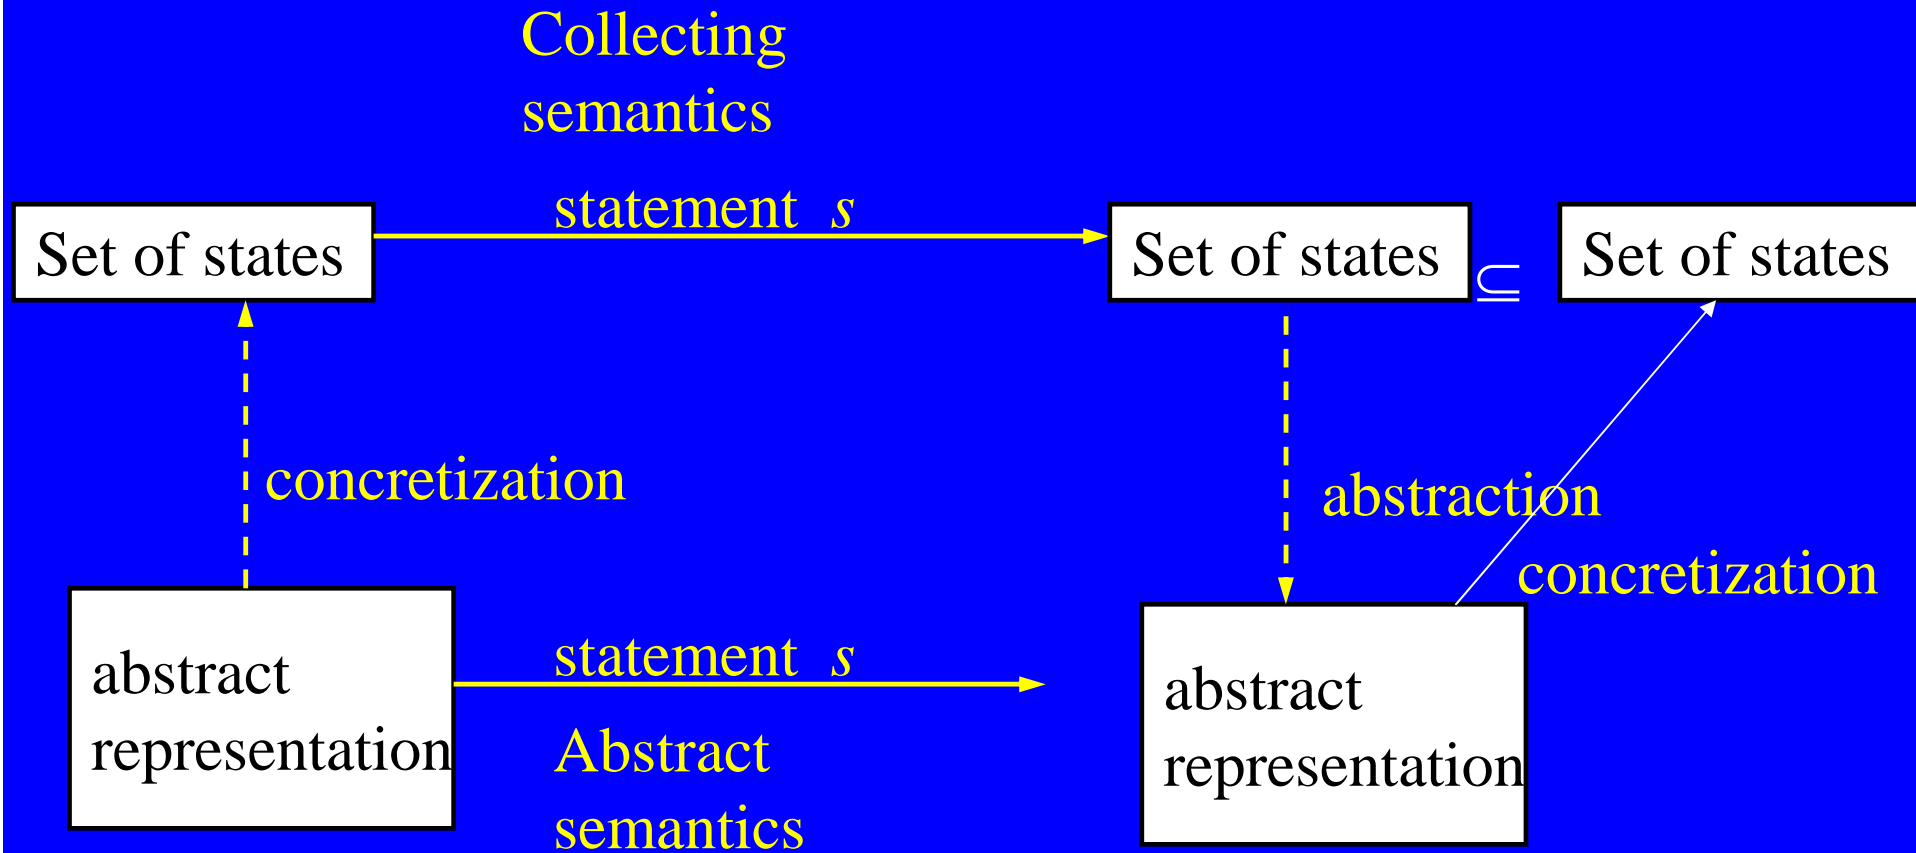 Collecting
semantics
statement s
Set of states
Set of states
⊆
Set of states
concretization
abstraction
concretization
abstract
representation
statement s
Abstract
semantics
abstract
representation